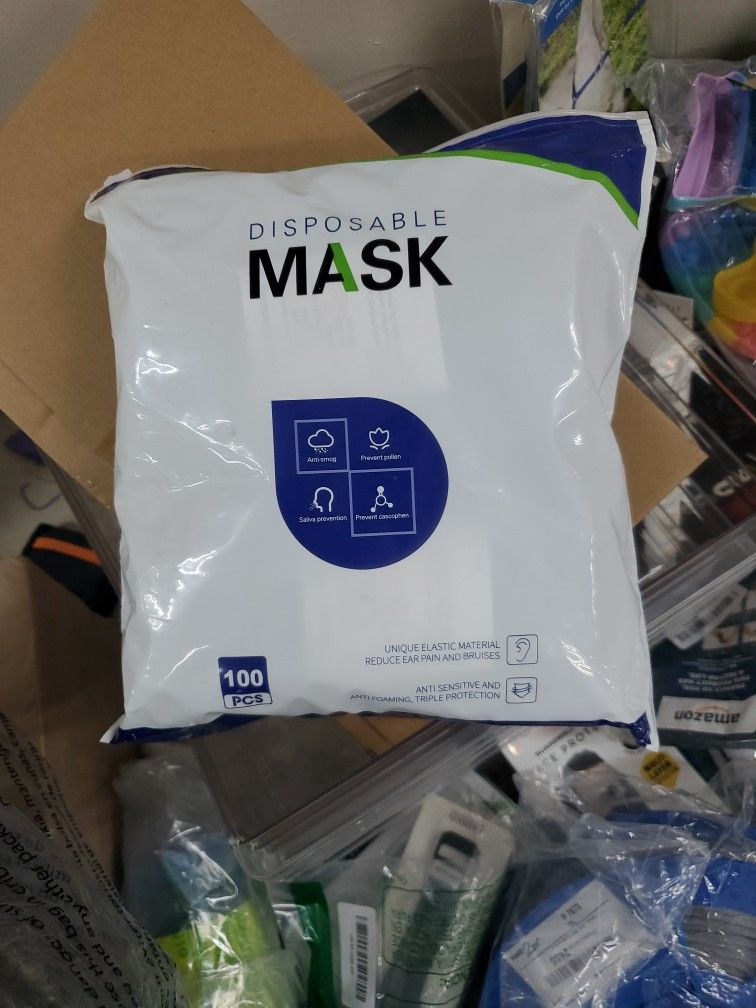 DISPOSABLE
MASK
Anti-smog
Prevent pollen
Saliva prevention
Prevent cascophen
UNIQUE ELASTIC MATERIAL
REDUCE EAR PAIN AND BRUISES
100
PCS
ANTI SENSITIVE AND
ANTI FOAMING, TRIPLE PROTECTION
amazon